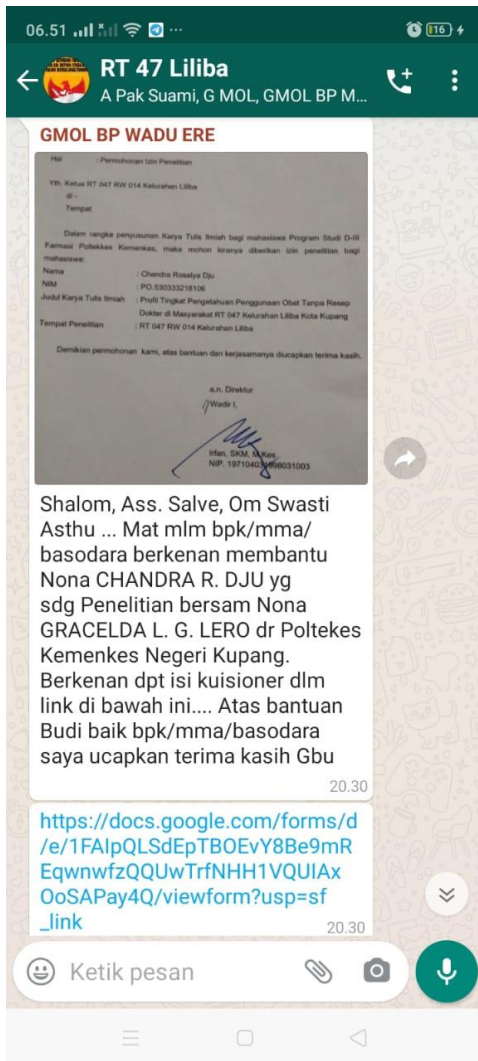 06.51
16
RT 47 Liliba
A Pak Suami, G MOL, GMOL BP M...
GMOL BP WADU ERE
Hal : Permohonan Izin Penelitian
Yth. Ketua RT 047 RW 014 Kelurahan Liliba
di -
Tempat
Dalam rangka penyusunan Karya Tulis Ilmiah bagi mahasiswa Program Studi D-III
Farmasi Poltekkes Kemenkes, maka mohon kiranya diberikan izin penelitian bagi
mahasiswa:
Nama : Chendra Rosalya Dju
NIM : PO.530333218106
Judul Karya Tulis Ilmiah : Profil Tingkat Pengetahuan Penggunaan Obat Tanpa Resep
Dokter di Masyarakat RT 047 Kelurahan Liliba Kota Kupang
Tempat Penelitian : RT 047 RW 014 Kelurahan Liliba
Demikian permohonan kami, atas bantuan dan kerjasamanya diucapkan terima kasih.
a.n. Direktur
Wadir I,
Irfan, SKM, M.Kes
NIP.
Shalom, Ass. Salve, Om Swasti
Asthu ... Mat mlm bpk/mma/
basodara berkenan membantu
Nona CHANDRA R. DJU yg
sdg Penelitian bersam Nona
GRACELDA L. G. LERO dr Poltekes
Kemenkes Negeri Kupang.
Berkenan dpt isi kuisioner dlm
link di bawah ini.... Atas bantuan
Budi baik bpk/mma/basodara
saya ucapkan terima kasih Gbu
20.30
https://docs.google.com/forms/d
/e/1FAIpQLSdEpTBOEvY8Be9mR
EqwnwfzQQUwTrfNHH1VQUIAx
OoSAPay4Q/viewform?usp=sf
_link
20.30
Ketik pesan